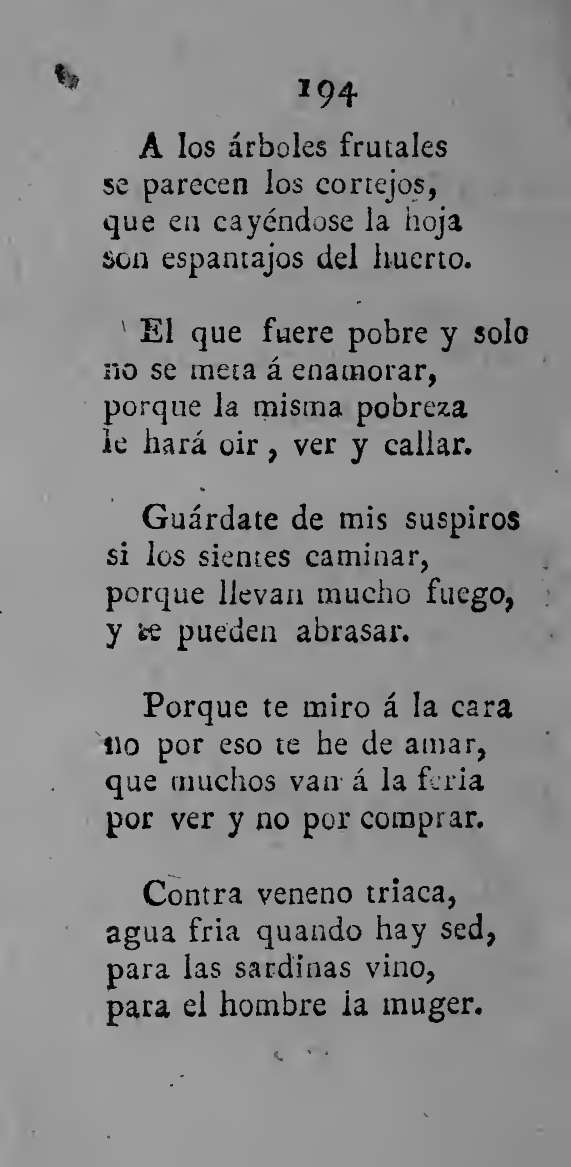 194
A los árboles frutales
se parecen los cortejos,
que en cayéndose la hoja
son espantajos del huerto.
El que fuere pobre y solo
no se meta á enamorar,
porque la misma pobreza
le hará oir, ver y callar.
Guárdate de mis suspiros
si los sientes caminar,
porque llevan mucho fuego,
y te pueden abrasar.
Porque te miro á la cara
no por eso te he de amar,
que muchos van á la feria
por ver y no por comprar.
Contra veneno triaca,
agua fria quando hay sed,
para las sardinas vino,
para el hombre la muger.